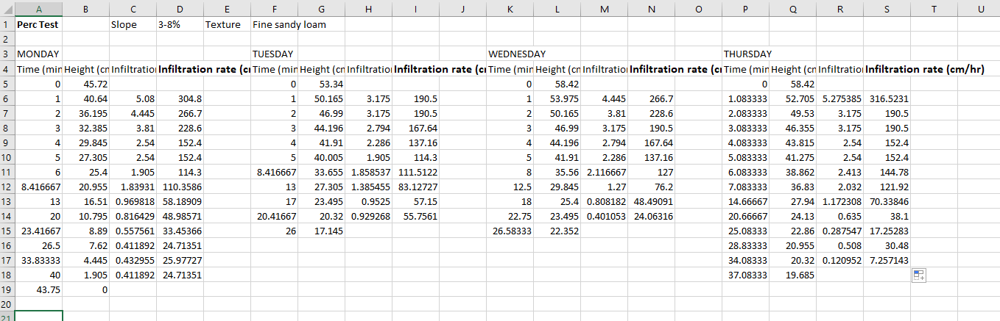 A B C D E F G H I J K L M N O P Q R S T U
1 Perc Test Slope 3-8% Texture Fine sandy loam
2
3 MONDAY TUESDAY WEDNESDAY THURSDAY
4 Time (min Height (cm Infiltration Infiltration rate (cm Time (min Height (cm Infiltration Infiltration rate (cm Time (min Height (cm Infiltration Infiltration rate (cm Time (min Height (cm Infiltration Infiltration rate (cm/hr)
5 0 45.72 0 53.34 0 58.42 0 58.42
6 1 40.64 5.08 304.8 1 50.165 3.175 190.5 1 53.975 4.445 266.7 1.083333 52.705 5.275385 316.5231
7 2 36.195 4.445 266.7 2 46.99 3.175 190.5 2 50.165 3.81 228.6 2.083333 49.53 3.175 190.5
8 3 32.385 3.81 228.6 3 44.196 2.794 167.64 3 46.99 3.175 190.5 3.083333 46.355 3.175 190.5
9 4 29.845 2.54 152.4 4 41.91 2.286 137.16 4 44.196 2.794 167.64 4.083333 43.815 2.54 152.4
10 5 27.305 2.54 152.4 5 40.005 1.905 114.3 5 41.91 2.286 137.16 5.083333 41.275 2.54 152.4
11 6 25.4 1.905 114.3 8.416667 33.655 1.858537 111.5122 8 35.56 2.116667 127 6.083333 38.862 2.413 144.78
12 8.416667 20.955 1.83931 110.3586 13 27.305 1.385455 83.12727 12.5 29.845 1.27 76.2 7.083333 36.83 2.032 121.92
13 13 16.51 0.969818 58.18909 17 23.495 0.9525 57.15 18 25.4 0.808182 48.49091 14.66667 27.94 1.172308 70.33846
14 20 10.795 0.816429 48.98571 20.41667 20.32 0.929268 55.7561 22.75 23.495 0.401053 24.06316 20.66667 24.13 0.635 38.1
15 23.41667 8.89 0.557561 33.45366 26 17.145 26.58333 22.352 25.08333 22.86 0.287547 17.25283
16 26.5 7.62 0.411892 24.71351 28.83333 20.955 0.508 30.48
17 33.83333 4.445 0.432955 25.97727 34.08333 20.32 0.120952 7.257143
18 40 1.905 0.411892 24.71351 37.08333 19.685
19 43.75 0
20
21